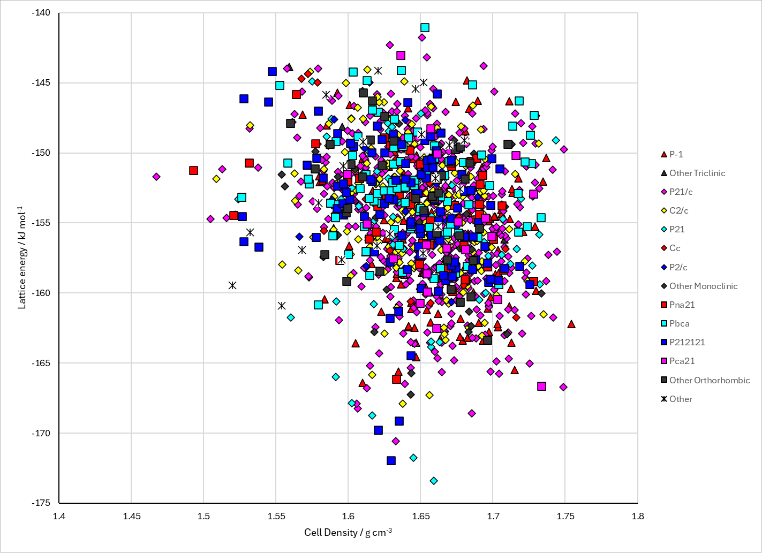 -140
-145
-150
-155
-160
-165
-170
-175
Lattice energy / kJ mol-1
1.4 1.45 1.5 1.55 1.6 1.65 1.7 1.75 1.8
Cell Density / g cm-3
P-1
Other Triclinic
P21/c
C2/c
P21
Cc
P2/c
Other Monoclinic
Pna21
Pbca
P212121
Pca21
Other Orthorhombic
Other